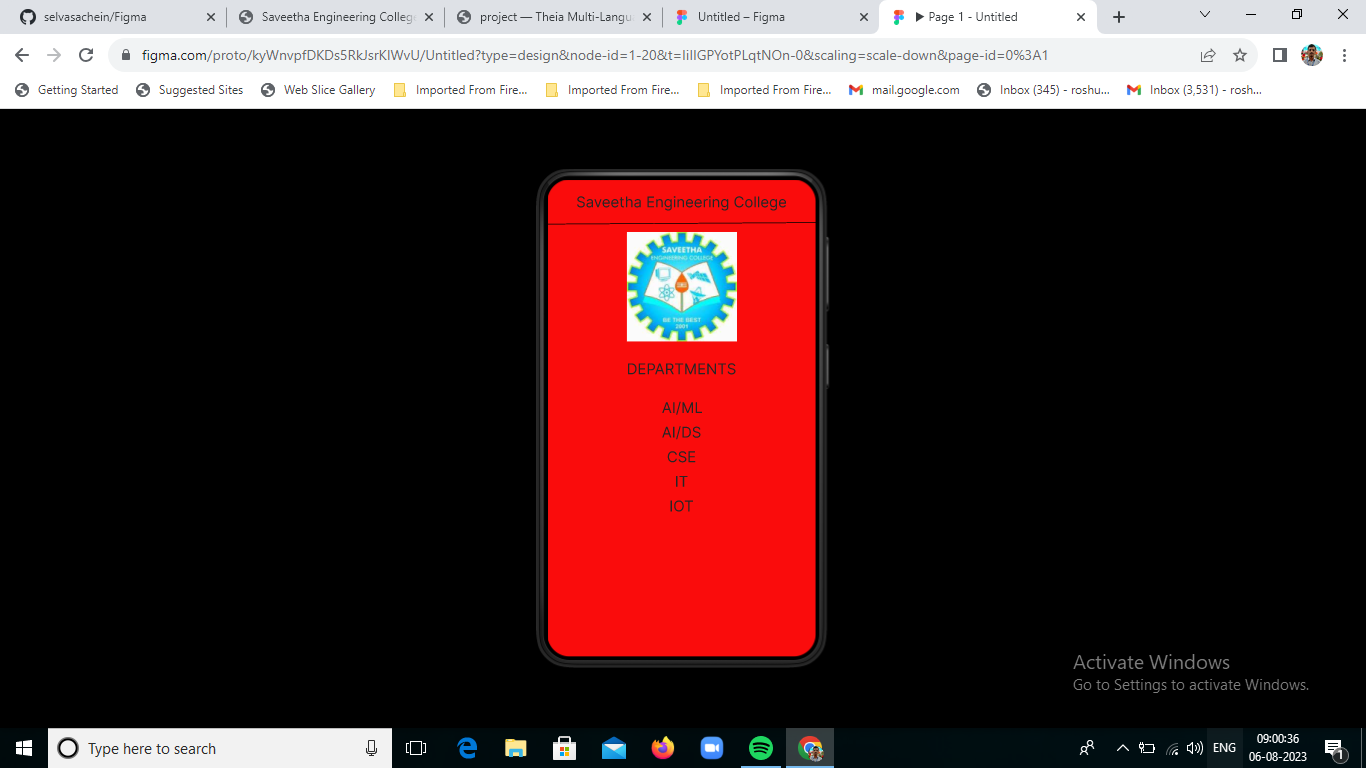 selvasachein/Figma
Saveetha Engineering Colleg
project — Theia Multi-Langu
Untitled – Figma
▶ Page 1 - Untitled
figma.com/proto/kyWnvpfDKDs5RkJsrKIWvU/Untitled?type=design&node-id=1-20&t=IiIlGPYotPLqtNOn-0&scaling=scale-down&page-id=0%3A1
Getting Started
Suggested Sites
Web Slice Gallery
Imported From Fire...
Imported From Fire...
Imported From Fire...
mail.google.com
Inbox (345) - roshu...
Inbox (3,531) - rosh...
Saveetha Engineering College
SAVEETHA
ENGINEERING COLLEGE
BE THE BEST
2001
DEPARTMENTS
AI/ML
AI/DS
CSE
IT
IOT
Activate Windows
Go to Settings to activate Windows.
Type here to search
ENG
09:00:36
06-08-2023
1